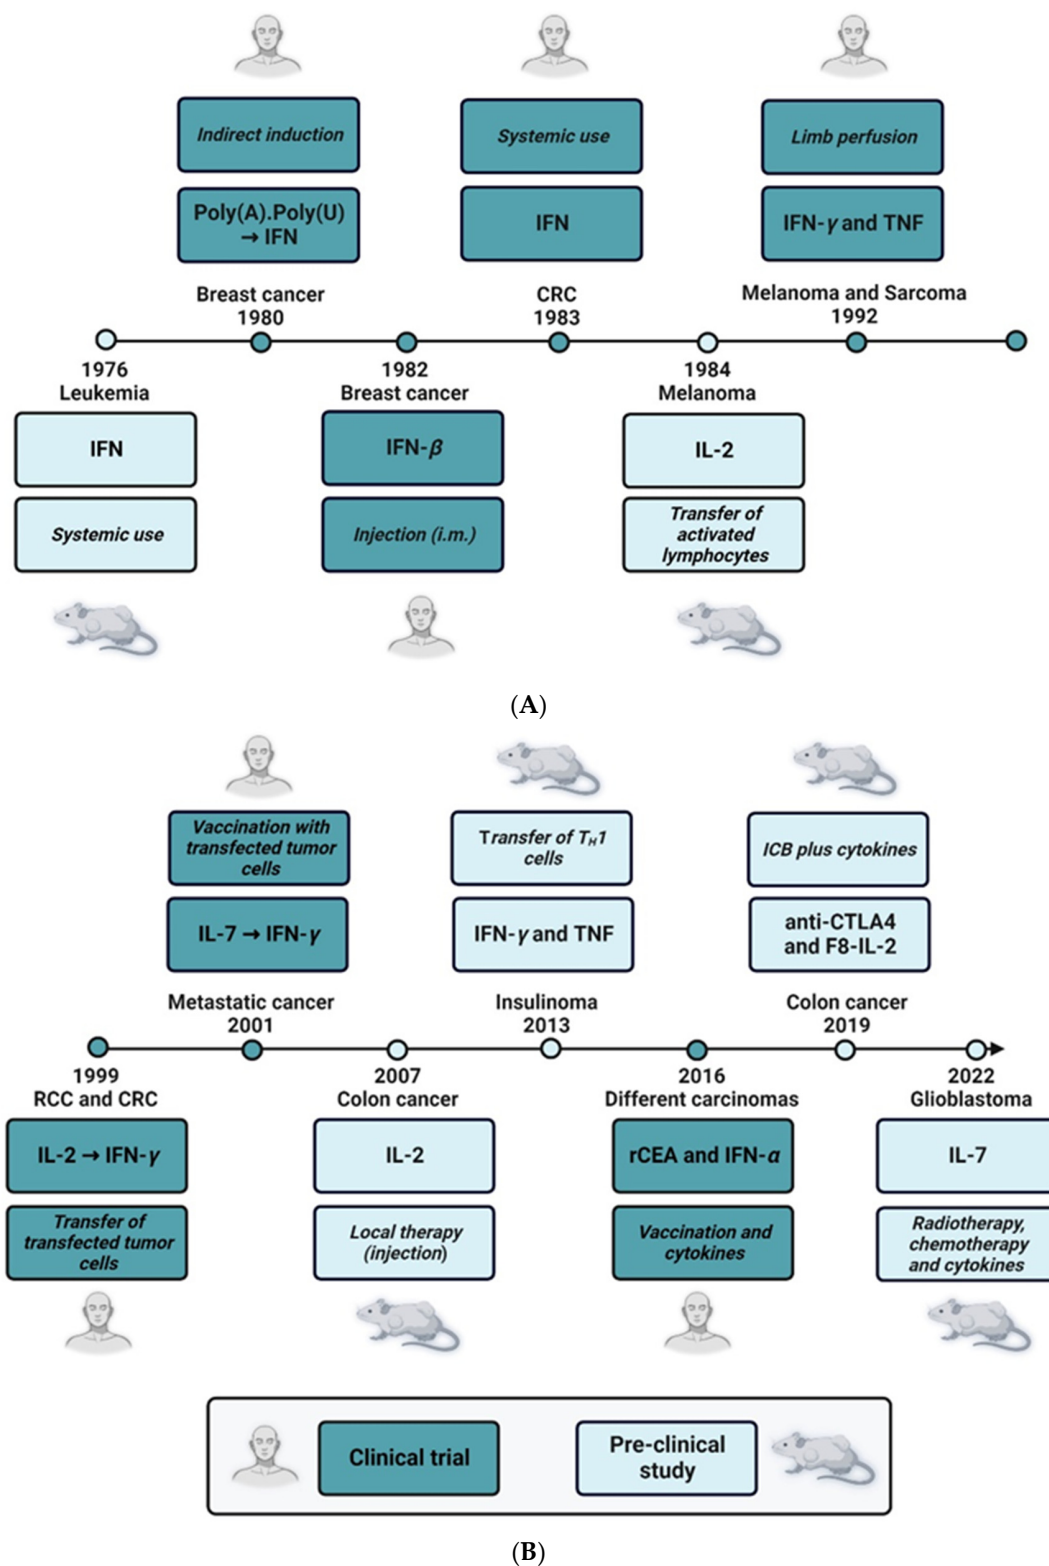 Indirect induction
Systemic use
Limb perfusion
Poly(A).Poly(U)
→ IFN
IFN
IFN-γ and TNF
Breast cancer
1980
CRC
1983
Melanoma and Sarcoma
1992
1976
Leukemia
1982
Breast cancer
1984
Melanoma
IFN
IFN-β
IL-2
Systemic use
Injection (i.m.)
Transfer of
activated
lymphocytes
(A)
Vaccination with
transfected tumor
cells
Transfer of TH1
cells
ICB plus cytokines
IL-7 → IFN-γ
IFN-γ and TNF
anti-CTLA4
and F8-IL-2
Metastatic cancer
2001
Insulinoma
2013
Colon cancer
2019
1999
RCC and CRC
2007
Colon cancer
2016
Different carcinomas
2022
Glioblastoma
IL-2 → IFN-γ
IL-2
rCEA and IFN-α
IL-7
Transfer of
transfected tumor
cells
Local therapy
(injection)
Vaccination and
cytokines
Radiotherapy,
chemotherapy
and cytokines
Clinical trial
Pre-clinical
study
(B)